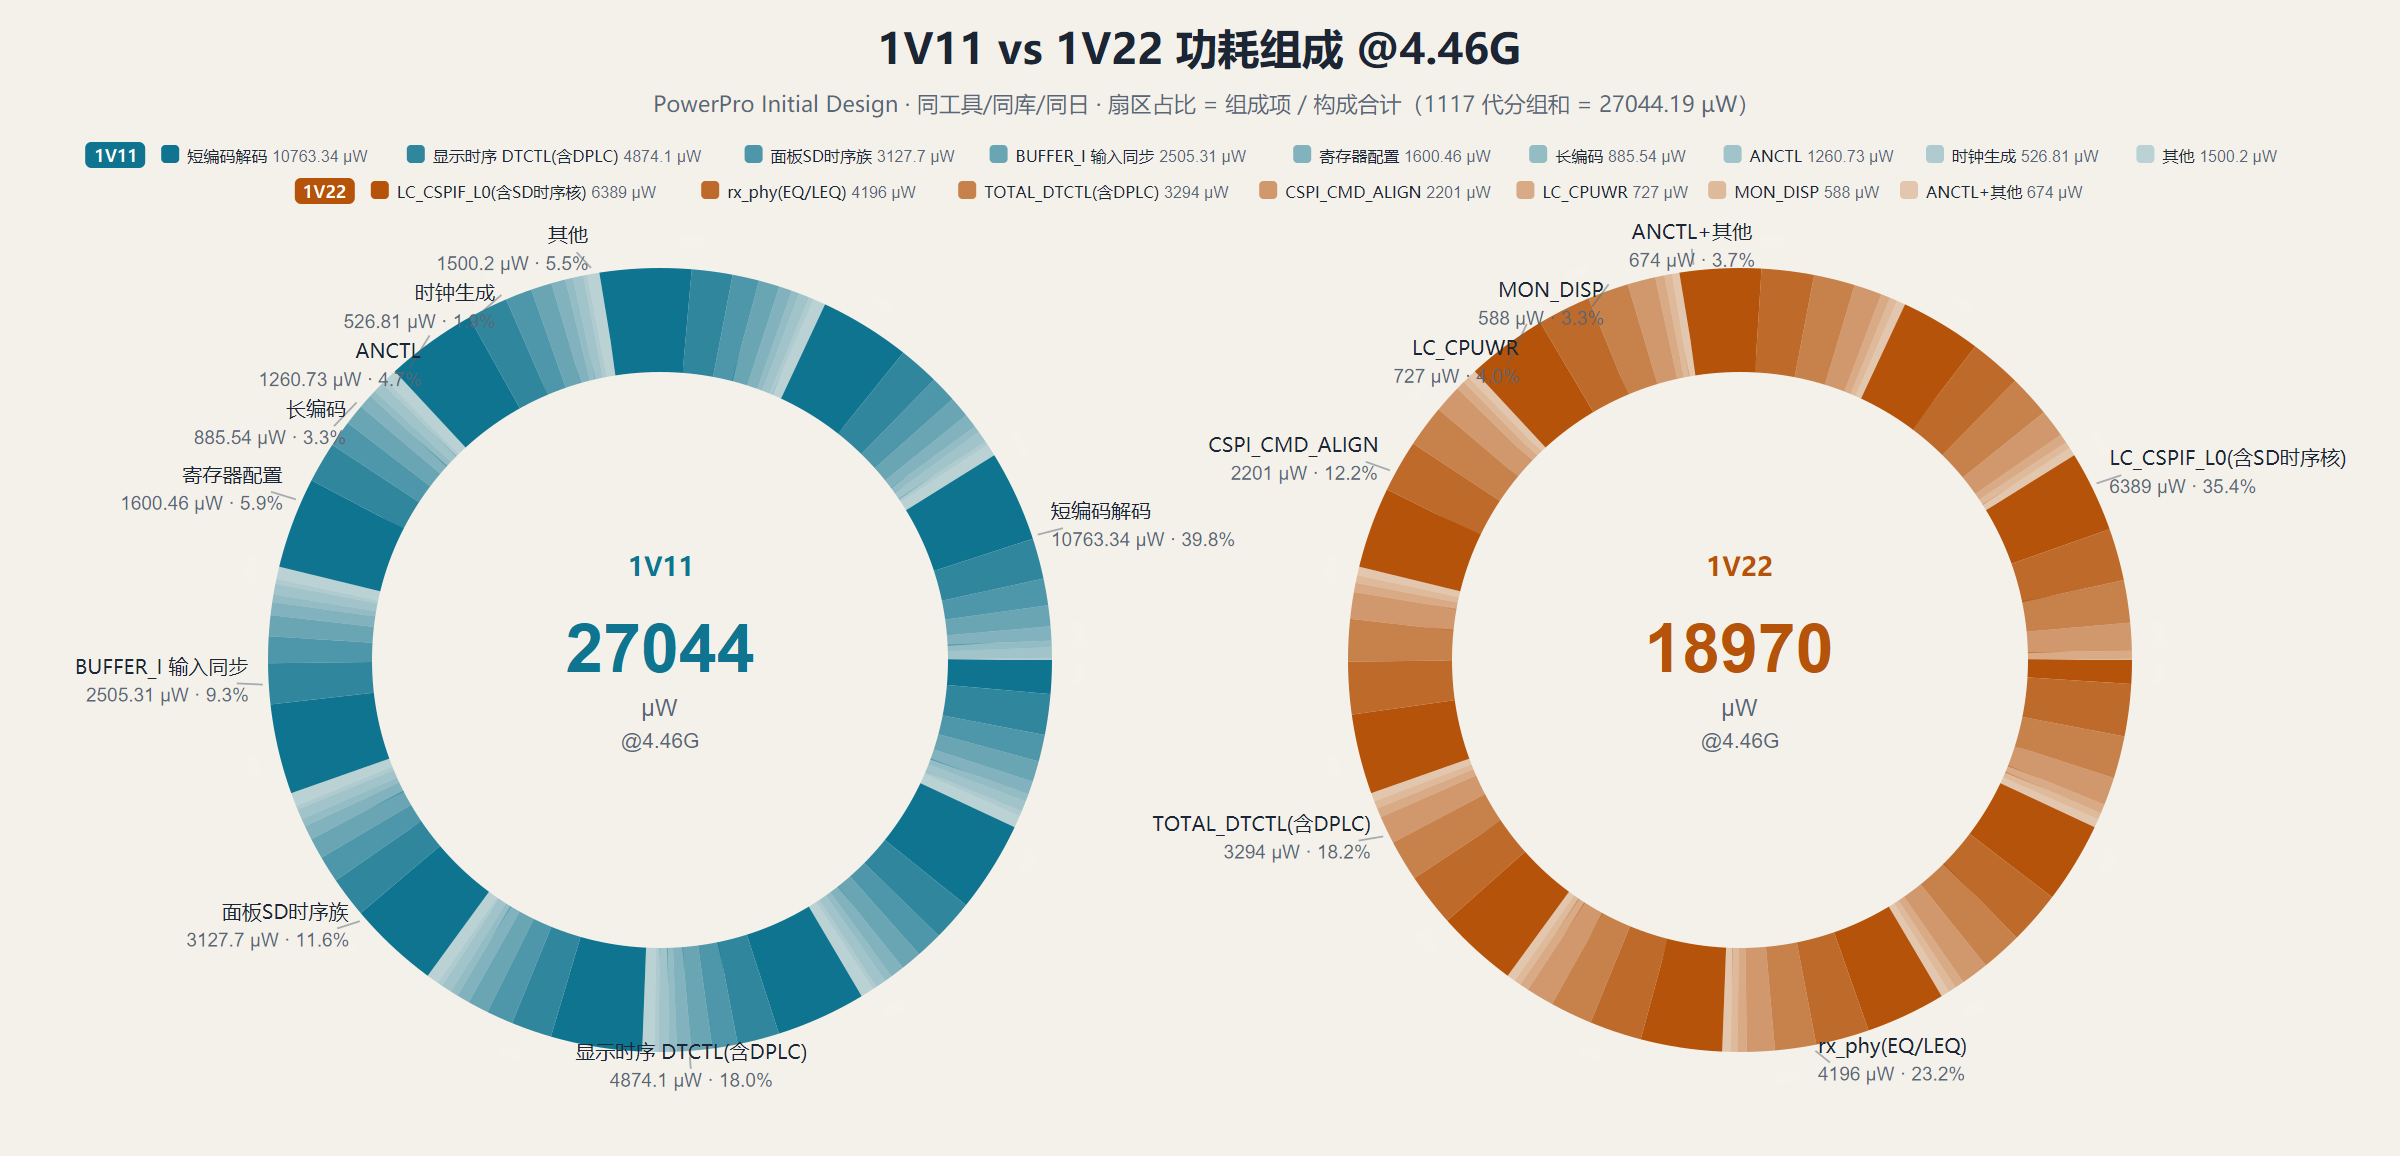 1V11 vs 1V22 功耗组成 @4.46G
PowerPro Initial Design · 同工具/同库/同日 · 扇区占比 = 组成项 / 构成合计（1117 代分组和 = 27044.19 µW）
1V11 短编码解码 10763.34 µW 显示时序 DTCTL(含DPLC) 4874.1 µW 面板SD时序族 3127.7 µW BUFFER_I 输入同步 2505.31 µW 寄存器配置 1600.46 µW 长编码 885.54 µW ANCTL 1260.73 µW 时钟生成 526.81 µW 其他 1500.2 µW
1V22 LC_CSPIF_L0(含SD时序核) 6389 µW rx_phy(EQ/LEQ) 4196 µW TOTAL_DTCTL(含DPLC) 3294 µW CSPI_CMD_ALIGN 2201 µW LC_CPUWR 727 µW MON_DISP 588 µW ANCTL+其他 674 µW
其他
1500.2 µW · 5.5%
时钟生成
526.81 µW · 1.9%
ANCTL
1260.73 µW · 4.7%
长编码
885.54 µW · 3.3%
寄存器配置
1600.46 µW · 5.9%
短编码解码
10763.34 µW · 39.8%
BUFFER_I 输入同步
2505.31 µW · 9.3%
面板SD时序族
3127.7 µW · 11.6%
显示时序 DTCTL(含DPLC)
4874.1 µW · 18.0%
1V11
27044
µW
@4.46G
ANCTL+其他
674 µW · 3.7%
MON_DISP
588 µW · 3.3%
LC_CPUWR
727 µW · 4.0%
CSPI_CMD_ALIGN
2201 µW · 12.2%
LC_CSPIF_L0(含SD时序核)
6389 µW · 35.4%
TOTAL_DTCTL(含DPLC)
3294 µW · 18.2%
rx_phy(EQ/LEQ)
4196 µW · 23.2%
1V22
18970
µW
@4.46G